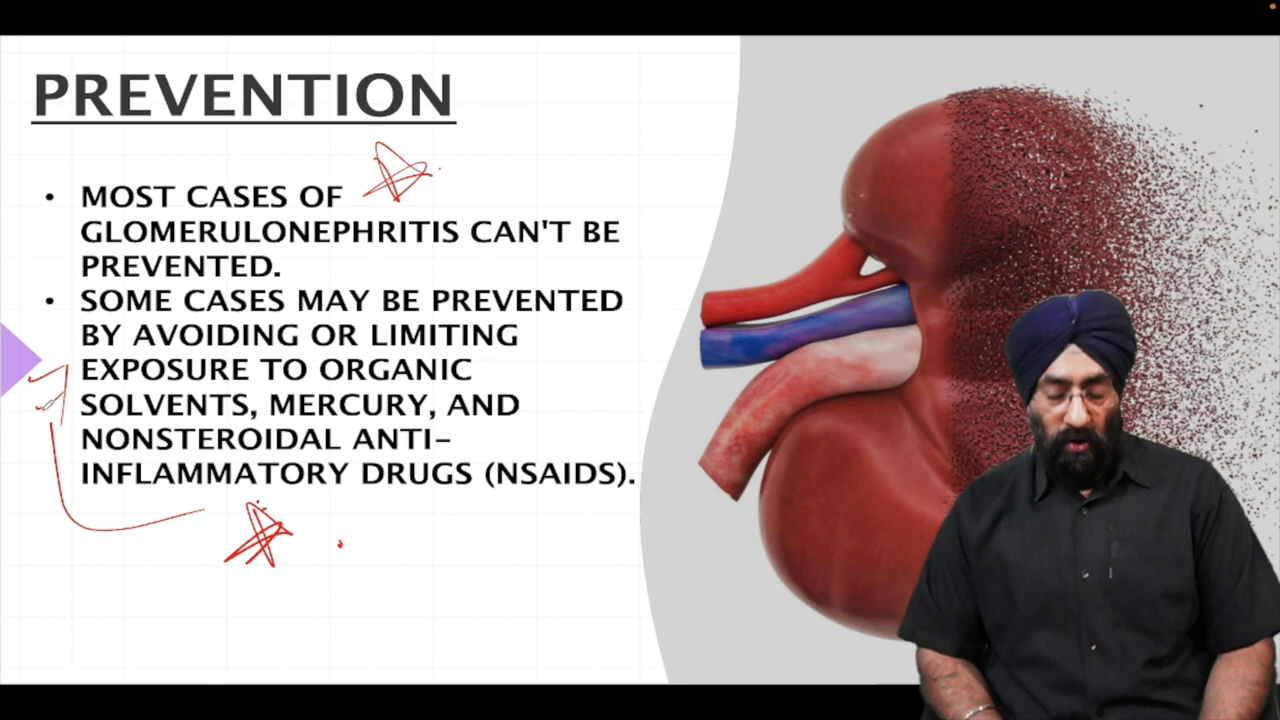 PREVENTION
• MOST CASES OF
GLOMERULONEPHRITIS CAN'T BE
PREVENTED.
• SOME CASES MAY BE PREVENTED
BY AVOIDING OR LIMITING
EXPOSURE TO ORGANIC
SOLVENTS, MERCURY, AND
NONSTEROIDAL ANTI-
INFLAMMATORY DRUGS (NSAIDS).